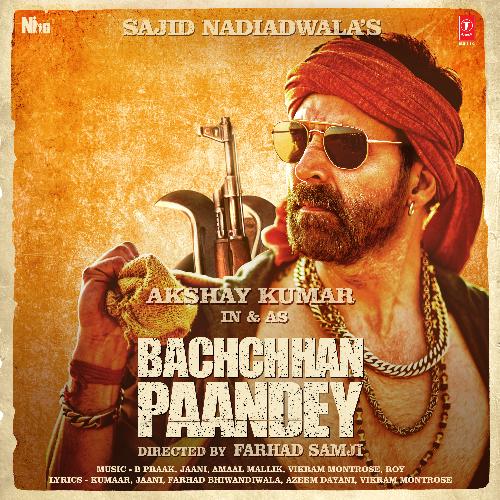 SAJID NADIADWALA'S
AKSHAY KUMAR
IN & AS
BACHCHHAN
PAANDEY
DIRECTED BY FARHAD SAMJI
MUSIC - B PRAAK, JAANI, AMAAL MALLIK, VIKRAM MONTROSE, ROY
LYRICS - KUMAAR, JAANI, FARHAD BHIWANDIWALA, AZEEM DAYANI, VIKRAM MONTROSE